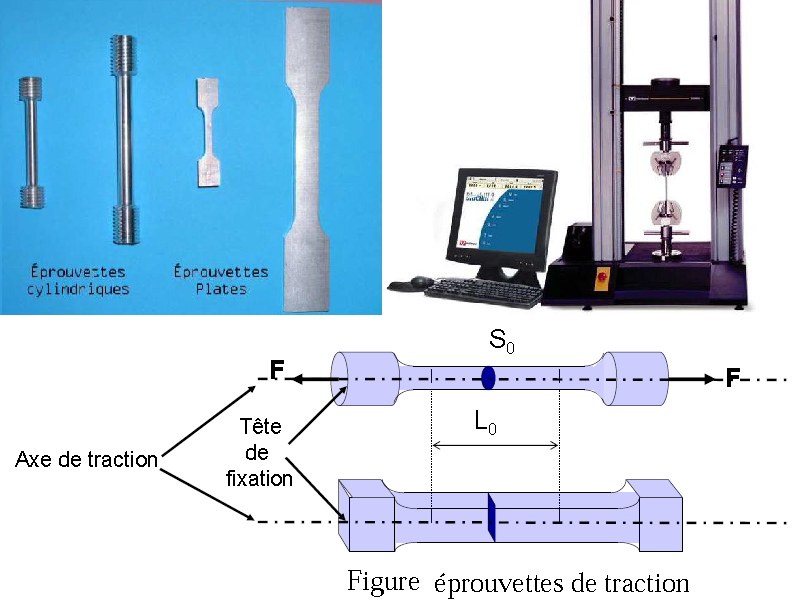 Éprouvettes
cylindriques
Éprouvettes
Plates
S0
F
F
Tête
de
fixation
L0
Axe de traction
Figure éprouvettes de traction